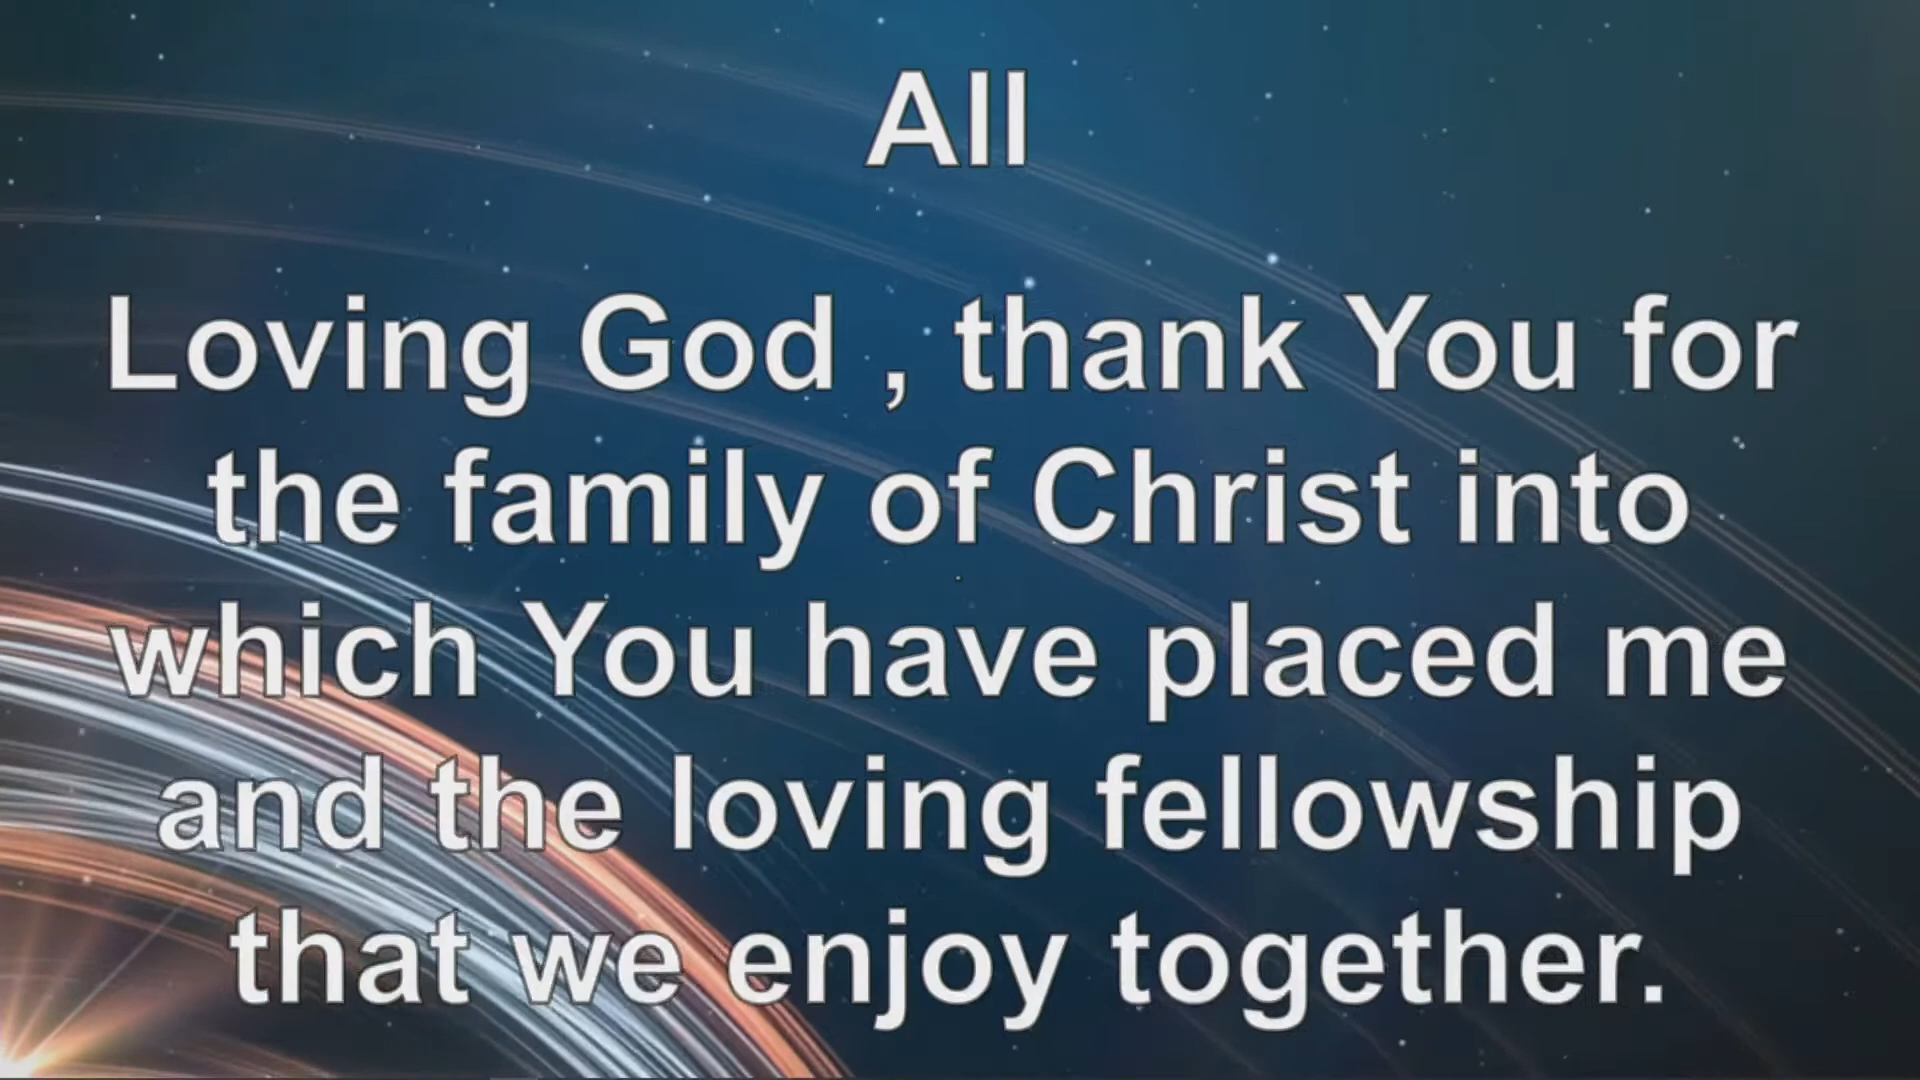 All
Loving God , thank You for
the family of Christ into
which You have placed me
and the loving fellowship
that we enjoy together.